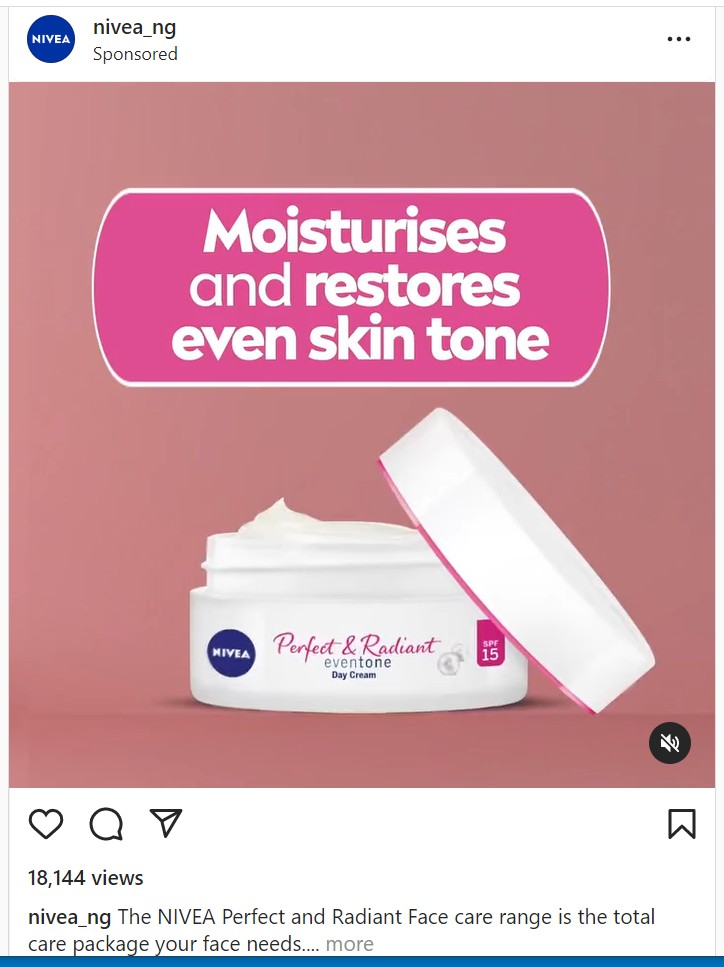 NIVEA
nivea_ng
Sponsored
Moisturises
and restores
even skin tone
NIVEA
Perfect & Radiant
eventone
Day Cream
SPF
15
18,144 views
nivea_ng The NIVEA Perfect and Radiant Face care range is the total
care package your face needs.... more